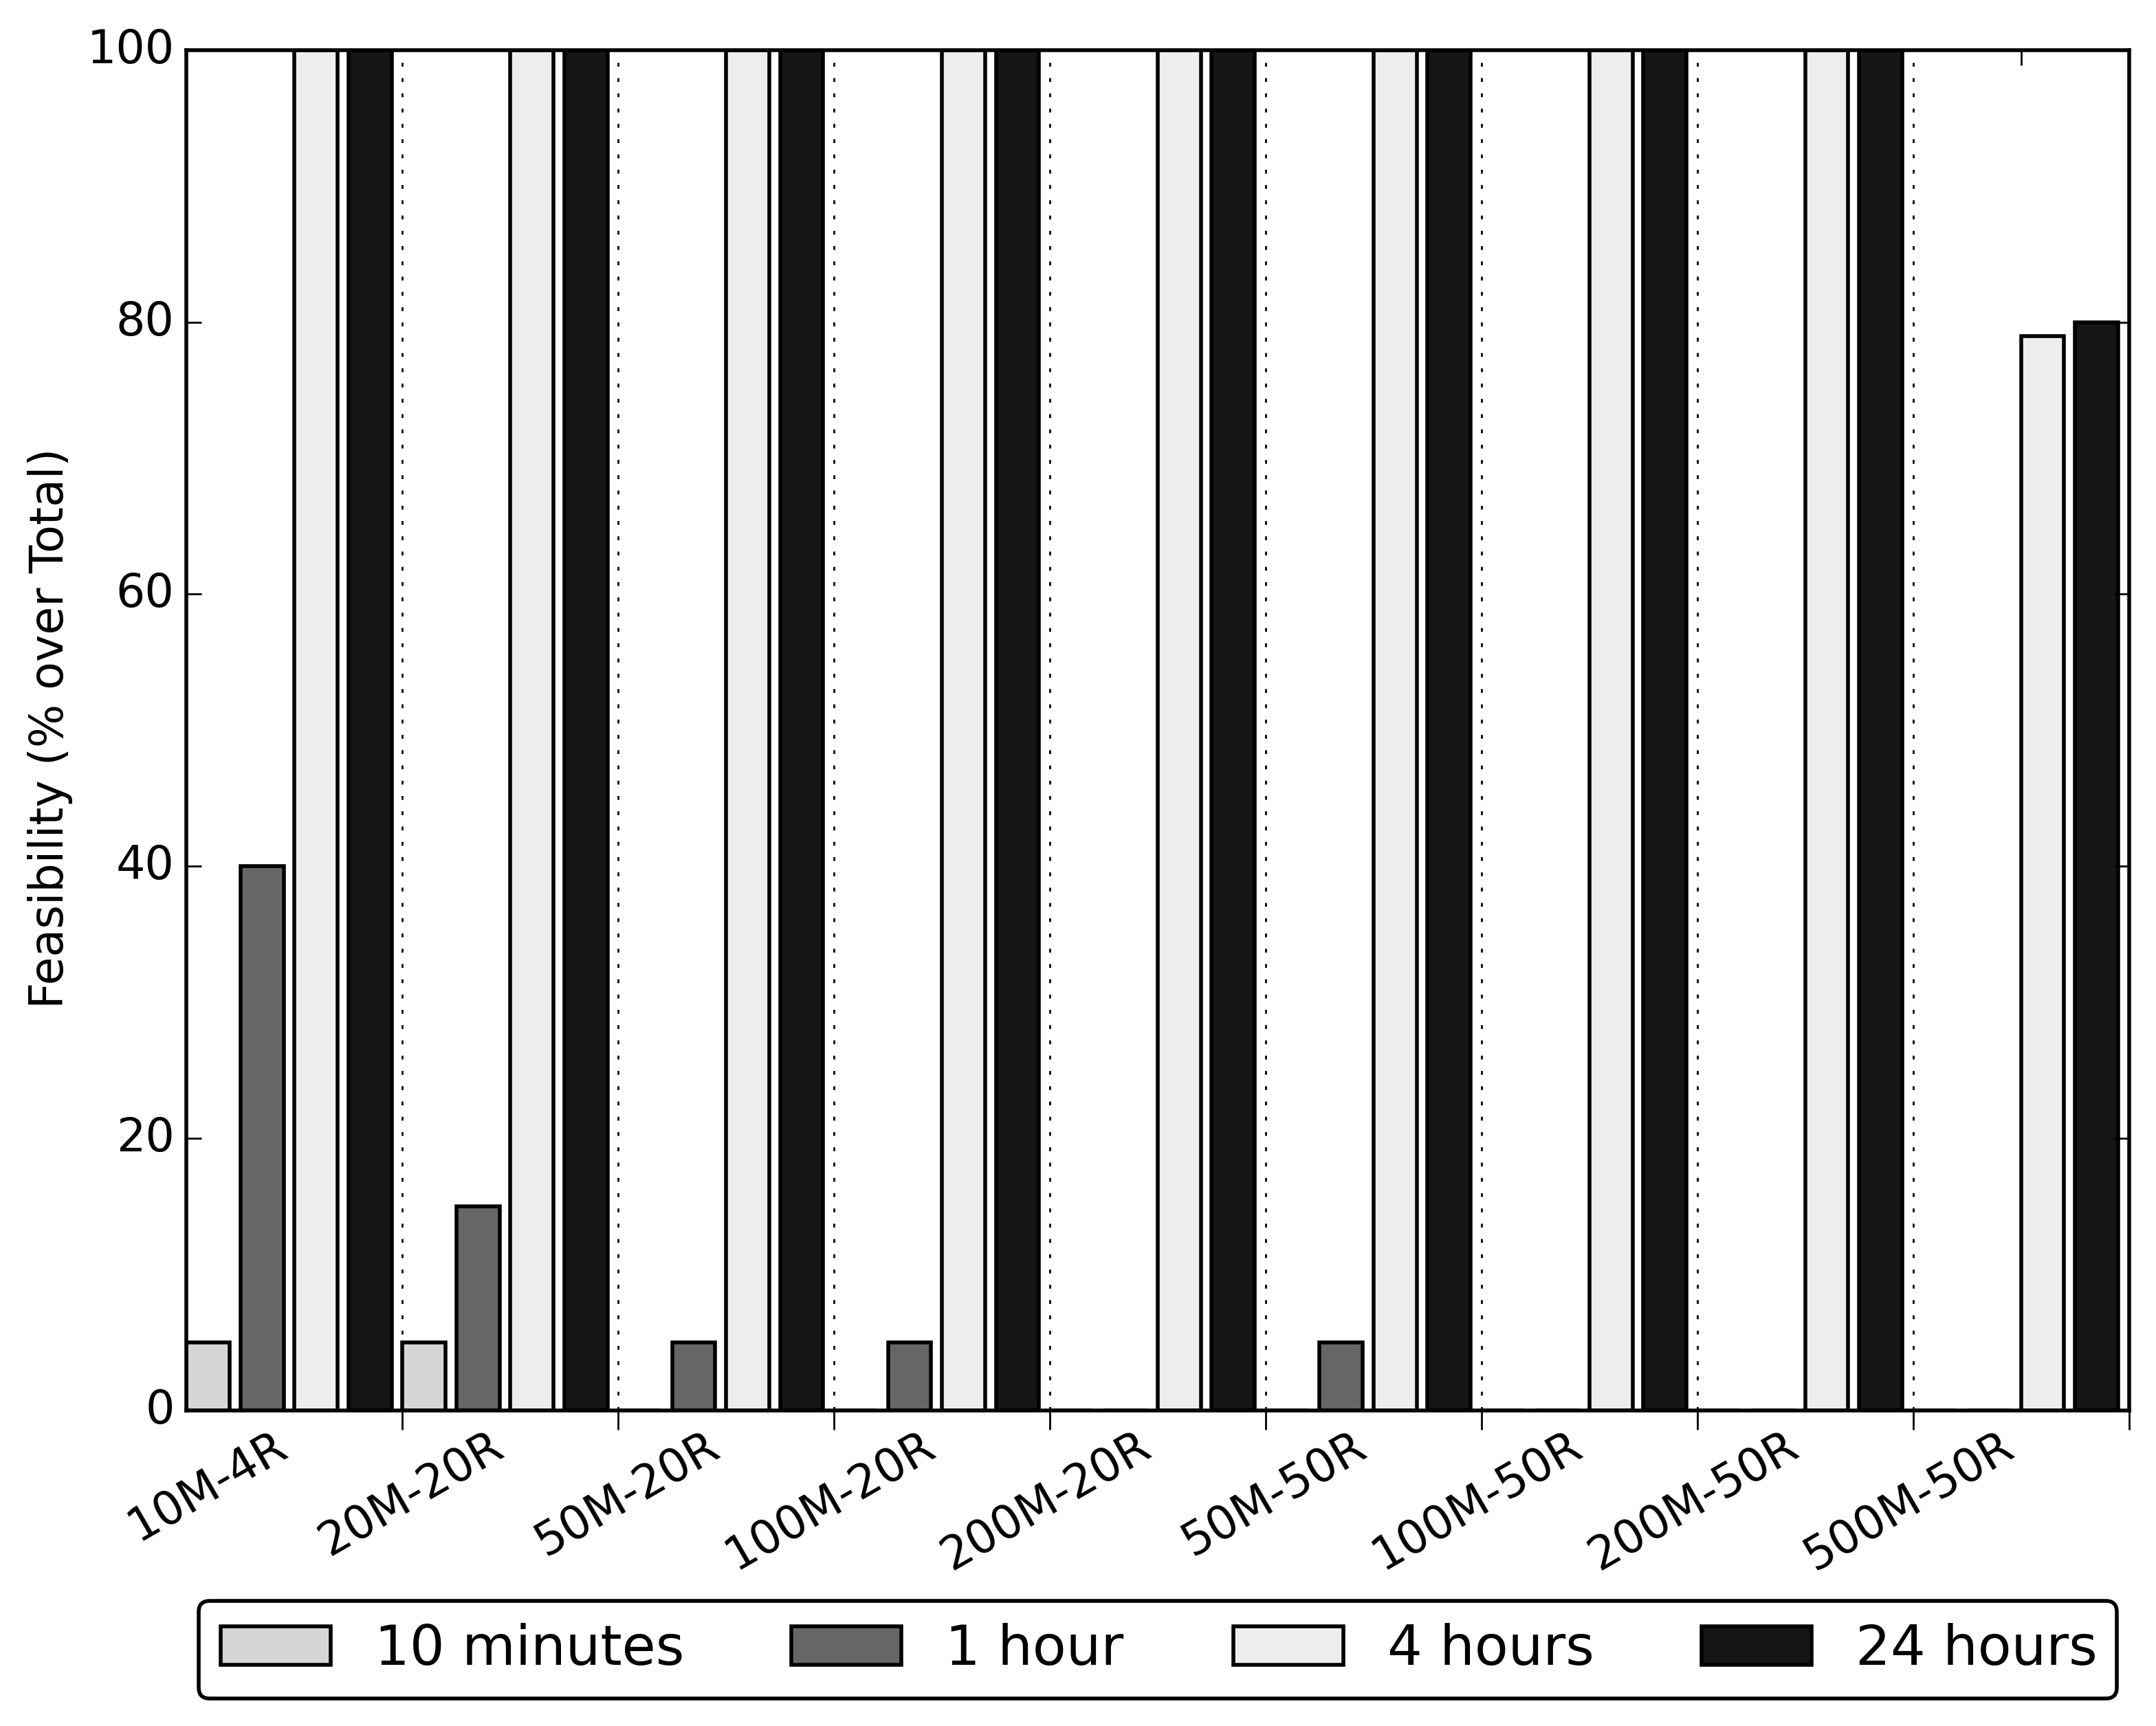 Feasibility (% over Total)
100
80
60
40
20
0
10M-4R
20M-20R
50M-20R
100M-20R
200M-20R
50M-50R
100M-50R
200M-50R
500M-50R
10 minutes
1 hour
4 hours
24 hours